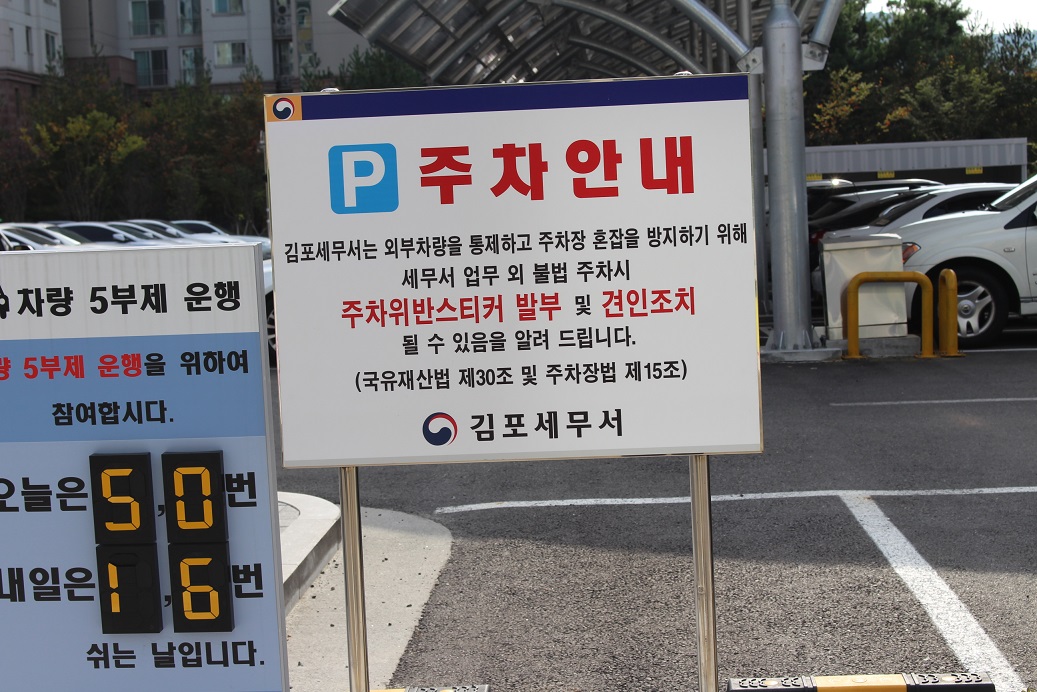 P 주차안내
김포세무서는 외부차량을 통제하고 주차장 혼잡을 방지하기 위해
세무서 업무 외 불법 주차시
주차위반스티커 발부 및 견인조치
될 수 있음을 알려 드립니다.
(국유재산법 제30조 및 주차장법 제15조)
김포세무서
차량 5부제 운행
량 5부제 운행을 위하여
참여합시다.
오늘은 5,0번
내일은 1,6번
쉬는 날입니다.